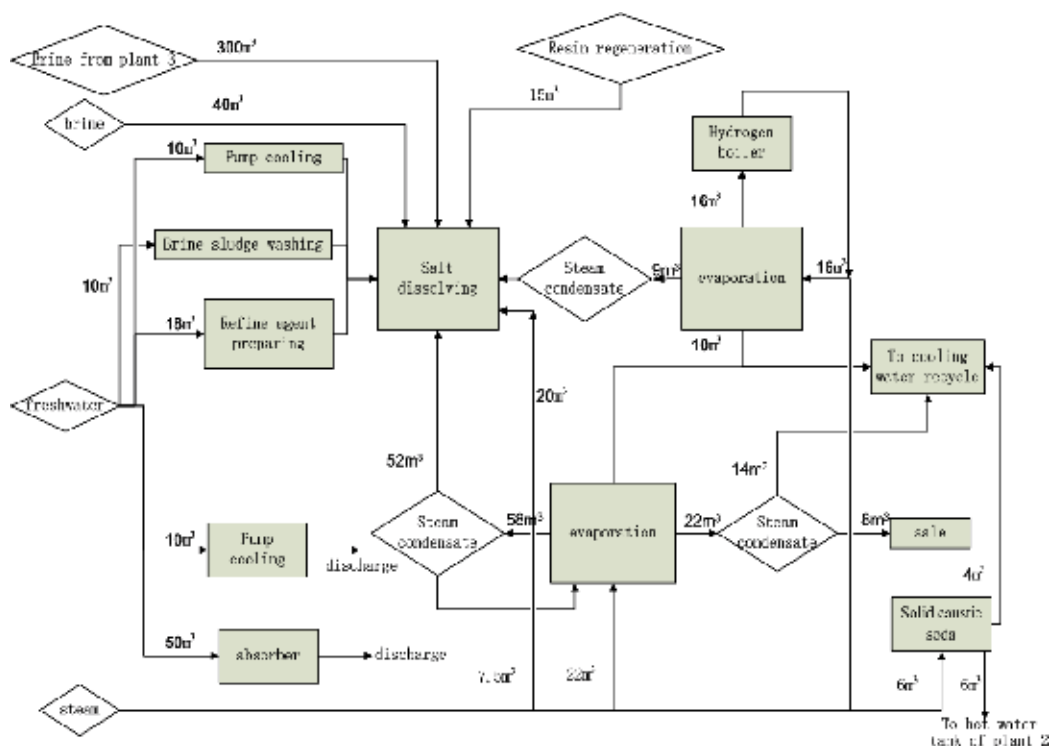 Brine from plant 3
300m³
Resin regeneration
15m³
40m³
brine
10m³
Pump cooling
Hydrogen
boiler
16m³
Brine sludge washing
10m³
Salt
dissolving
Steam
condensate
9m³
evaporation
16m³
18m³
Refine agent
preparing
10m³
To cooling
water recycle
freshwater
20m³
52m³
14m³
10m³
Pump
cooling
discharge
Steam
condensate
58m³
evaporation
22m³
Steam
condensate
8m³
sale
4m³
Solid caustic
soda
50m³
absorber
discharge
22m³
6m³
6m³
steam
To hot water
tank of plant 2